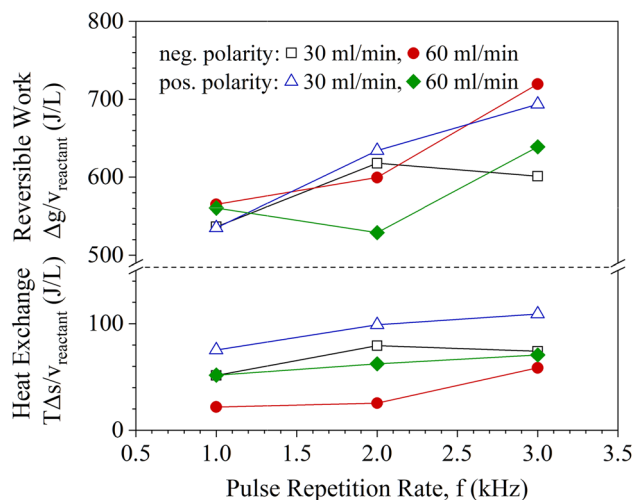 800
neg. polarity: 30 ml/min, 60 ml/min
pos. polarity: 30 ml/min, 60 ml/min
700
600
500
100
0
Reversible Work
Δg/v_reactant (J/L)
Heat Exchange
TΔs/v_reactant (J/L)
0.5 1.0 1.5 2.0 2.5 3.0 3.5
Pulse Repetition Rate, f (kHz)